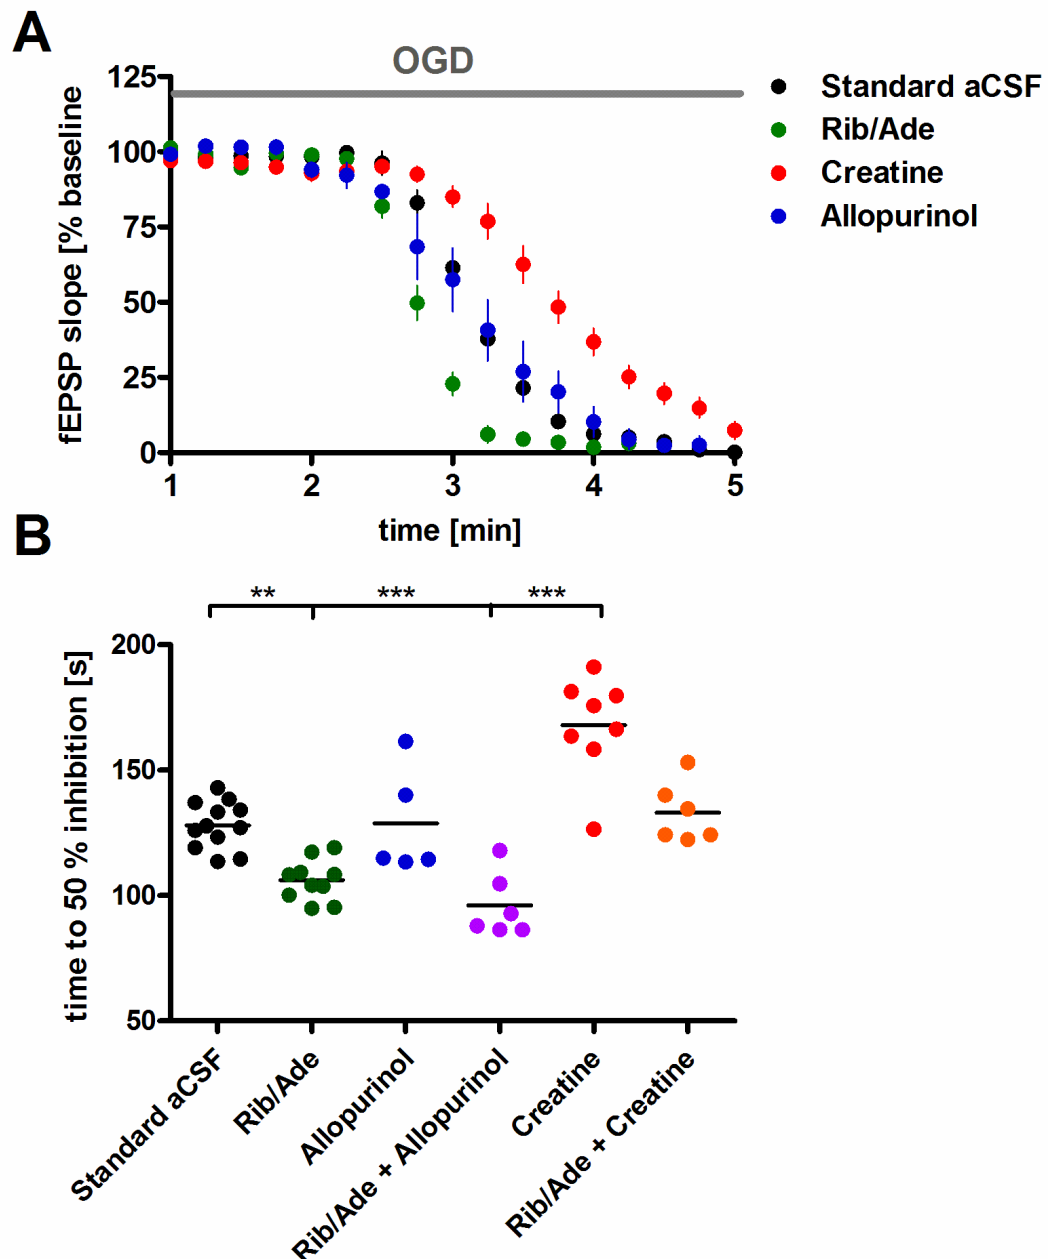 A
OGD
125
100
75
50
25
0
fEPSP slope [% baseline
1 2 3 4 5
time [min]
Standard aCSF
Rib/Ade
Creatine
Allopurinol
B
** *** ***
200
150
100
50
time to 50 % inhibition [s]
Standard aCSF
Rib/Ade
Allopurinol
Rib/Ade + Allopurinol
Creatine
Rib/Ade + Creatine